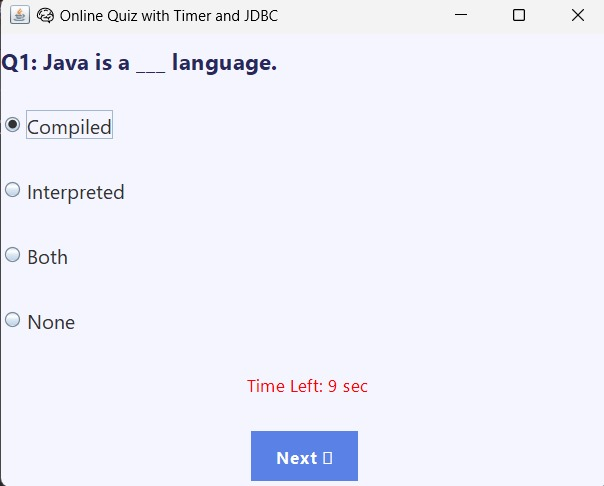 Online Quiz with Timer and JDBC
Q1: Java is a ___ language.
Compiled
Interpreted
Both
None
Time Left: 9 sec
Next